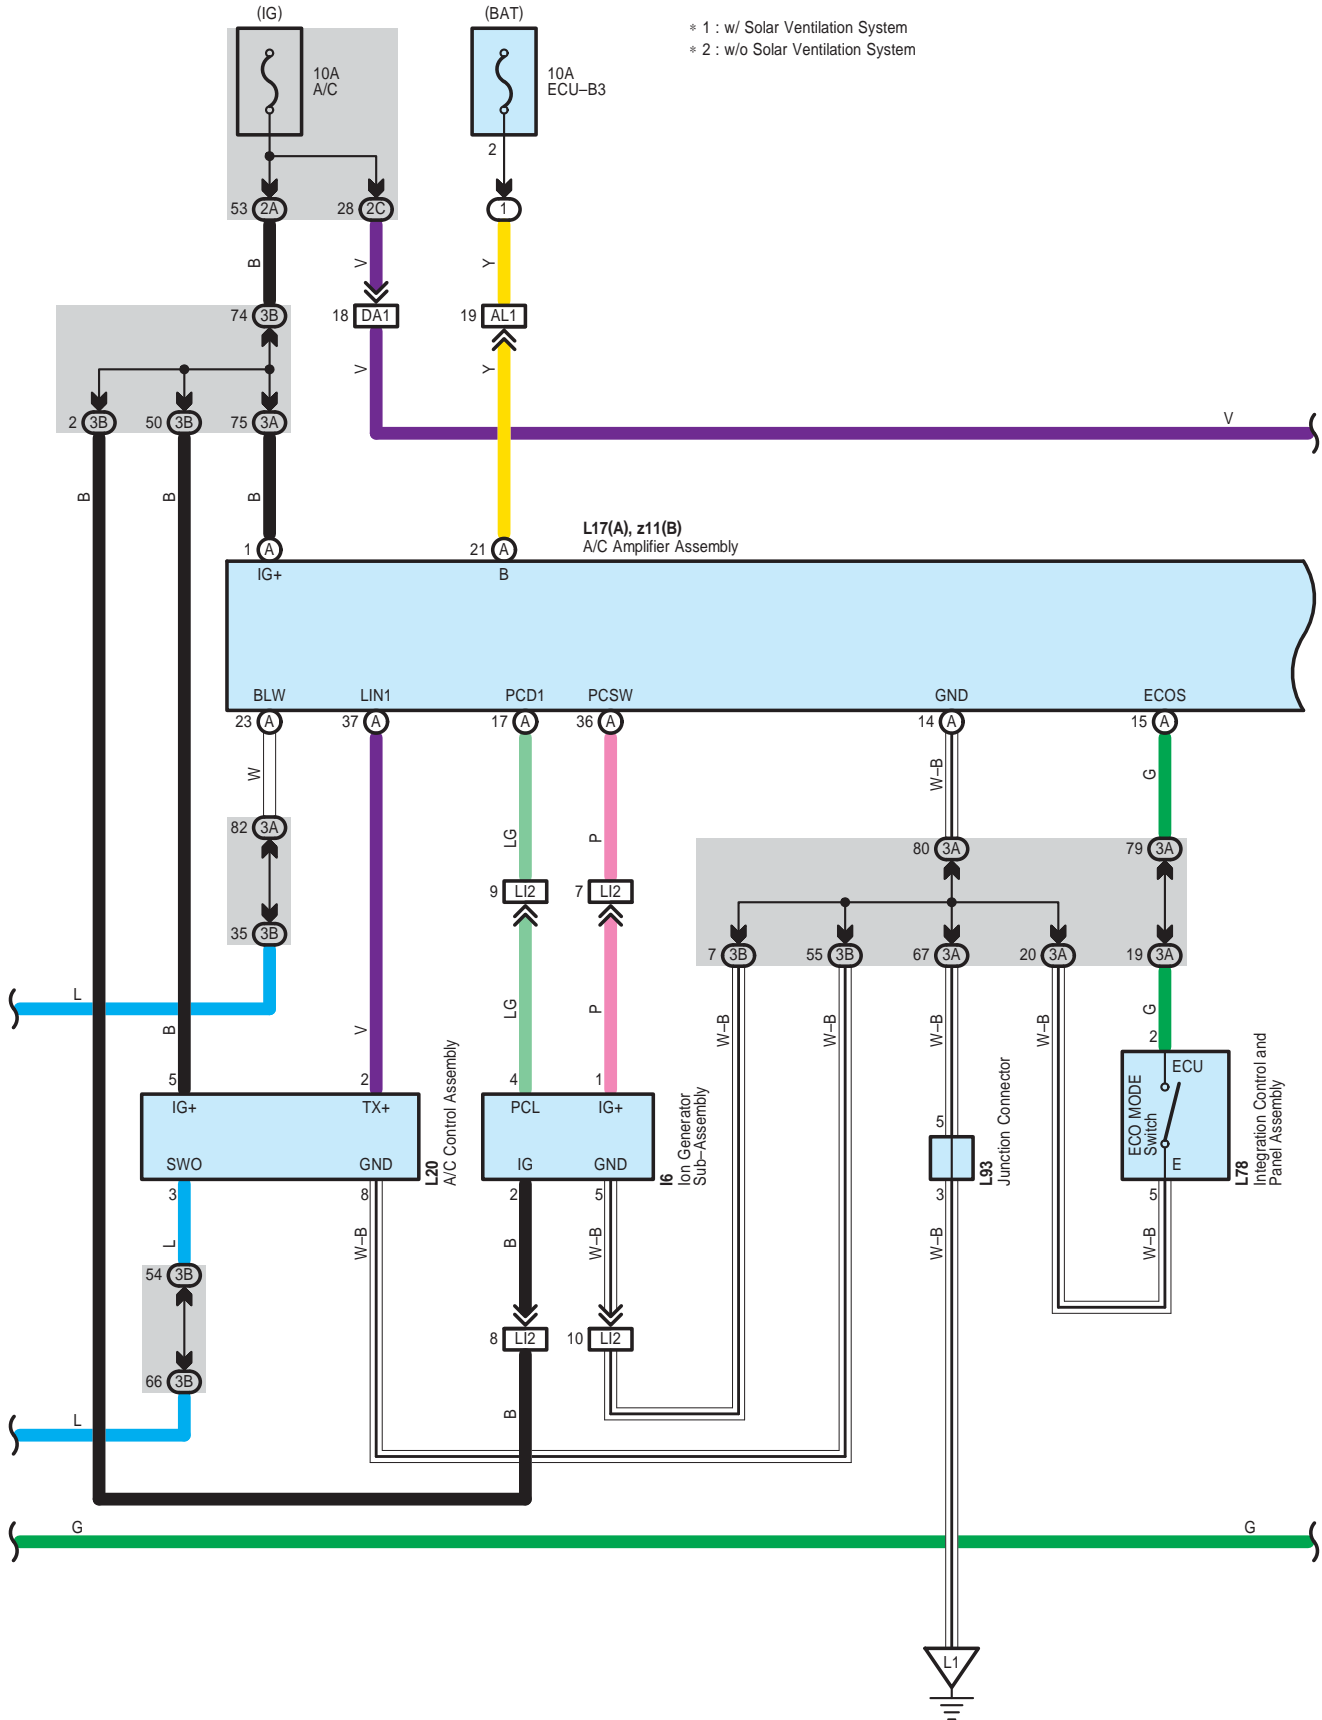 (IG)
(BAT)
* 1 : w/ Solar Ventilation System
* 2 : w/o Solar Ventilation System
10A
A/C
10A
ECU–B3
2
53 2A
28 2C
1
B
V
Y
74 3B
18 DA1
19 AL1
V
Y
2 3B
50 3B
75 3A
V
B
B
B
L17(A), z11(B)
A/C Amplifier Assembly
1 A
21 A
IG+
B
BLW
LIN1
PCD1
PCSW
GND
ECOS
23 A
37 A
17 A
36 A
14 A
15 A
W
W–B
G
LG
P
82 3A
80 3A
79 3A
9 LI2
7 LI2
35 3B
7 3B
55 3B
67 3A
20 3A
19 3A
L
B
V
LG
P
W–B
W–B
W–B
W–B
G
5
2
4
1
5
2
IG+
TX+
PCL
IG+
ECU
ECO MODE
Switch
SWO
GND
IG
GND
E
L20
A/C Control Assembly
I6
Ion Generator
Sub–Assembly
L93
Junction Connector
L78
Integration Control and
Panel Assembly
3
8
2
5
3
5
L
W–B
B
W–B
W–B
W–B
54 3B
8 LI2
10 LI2
66 3B
L
B
G
G
L1